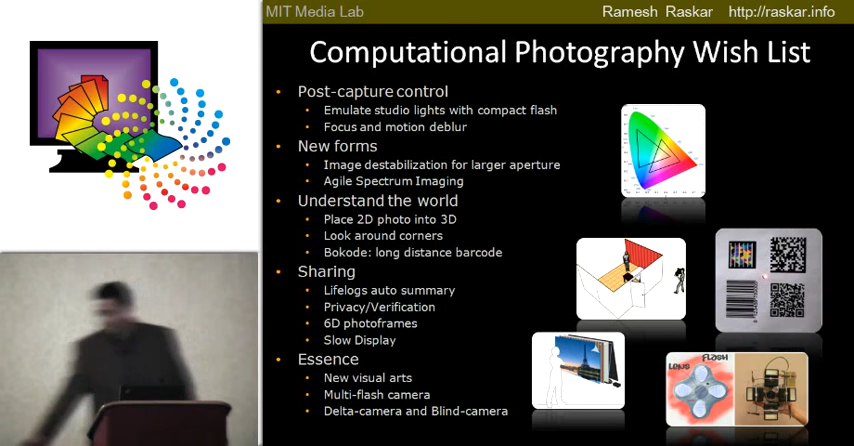 MIT Media Lab
Ramesh Raskar http://raskar.info
Computational Photography Wish List
• Post-capture control
• Emulate studio lights with compact flash
• Focus and motion deblur
• New forms
• Image destabilization for larger aperture
• Agile Spectrum Imaging
• Understand the world
• Place 2D photo into 3D
• Look around corners
• Bokode: long distance barcode
• Sharing
• Lifelogs auto summary
• Privacy/Verification
• 6D photoframes
• Slow Display
• Essence
• New visual arts
• Multi-flash camera
• Delta-camera and Blind-camera
LENS
FLASH